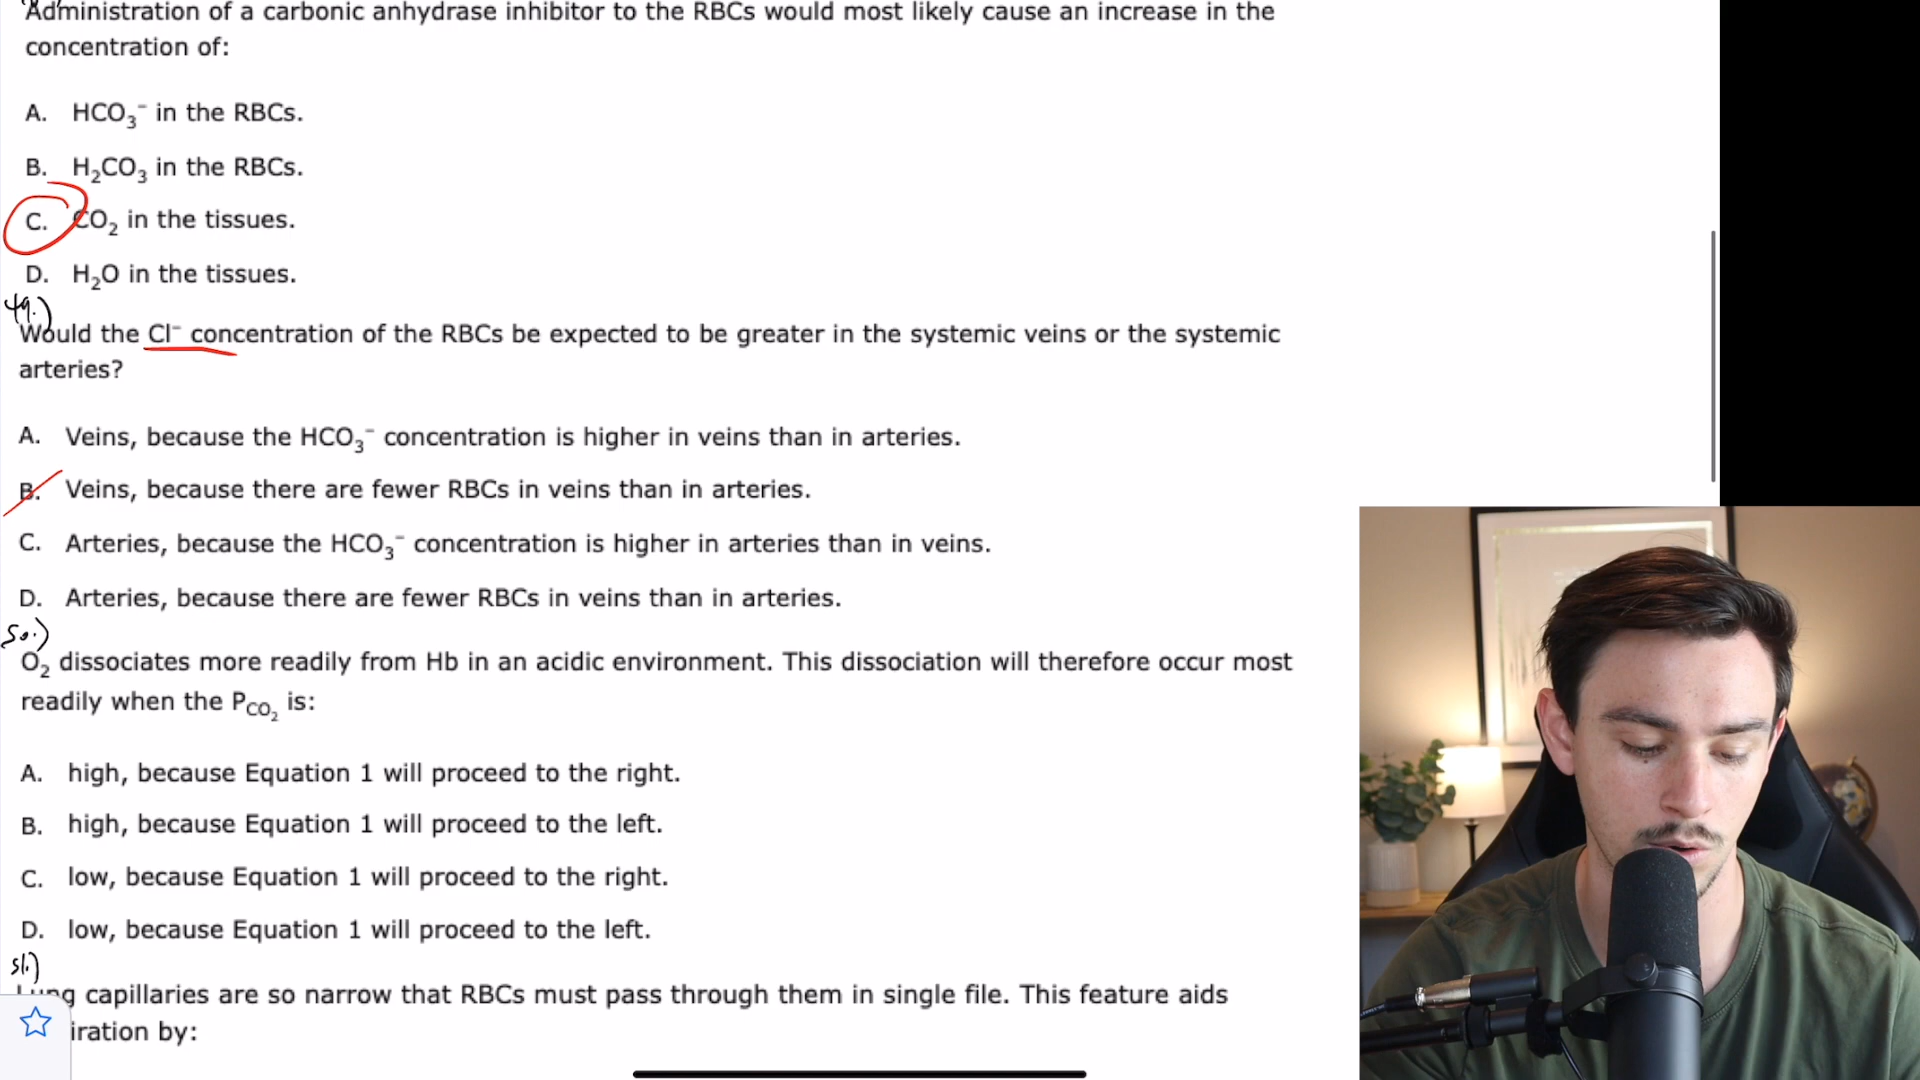 Administration of a carbonic anhydrase inhibitor to the RBCs would most likely cause an increase in the
concentration of:
A. HCO₃⁻ in the RBCs.
B. H₂CO₃ in the RBCs.
C. CO₂ in the tissues.
D. H₂O in the tissues.
49.)
Would the Cl⁻ concentration of the RBCs be expected to be greater in the systemic veins or the systemic
arteries?
A. Veins, because the HCO₃⁻ concentration is higher in veins than in arteries.
B. Veins, because there are fewer RBCs in veins than in arteries.
C. Arteries, because the HCO₃⁻ concentration is higher in arteries than in veins.
D. Arteries, because there are fewer RBCs in veins than in arteries.
50.)
O₂ dissociates more readily from Hb in an acidic environment. This dissociation will therefore occur most
readily when the P_CO₂ is:
A. high, because Equation 1 will proceed to the right.
B. high, because Equation 1 will proceed to the left.
C. low, because Equation 1 will proceed to the right.
D. low, because Equation 1 will proceed to the left.
51.)
Lung capillaries are so narrow that RBCs must pass through them in single file. This feature aids
iration by: